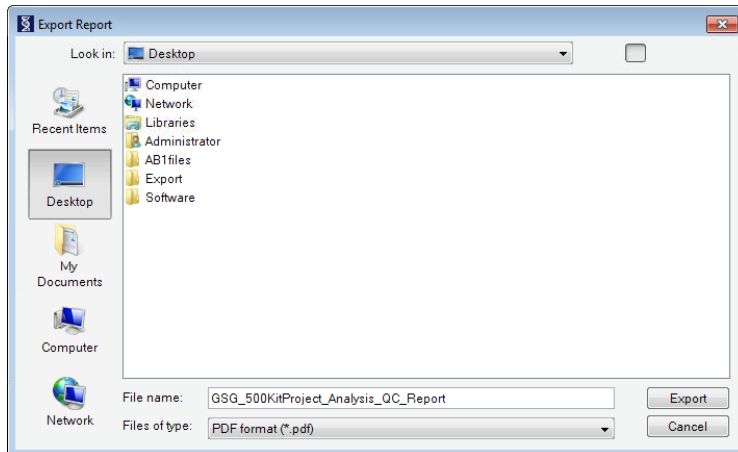 Export Report
Look in:
Desktop
Recent Items
Desktop
My
Documents
Computer
Network
Computer
Network
Libraries
Administrator
AB1files
Export
Software
File name:
GSG_500KitProject_Analysis_QC_Report
Export
Files of type:
PDF format (*.pdf)
Cancel